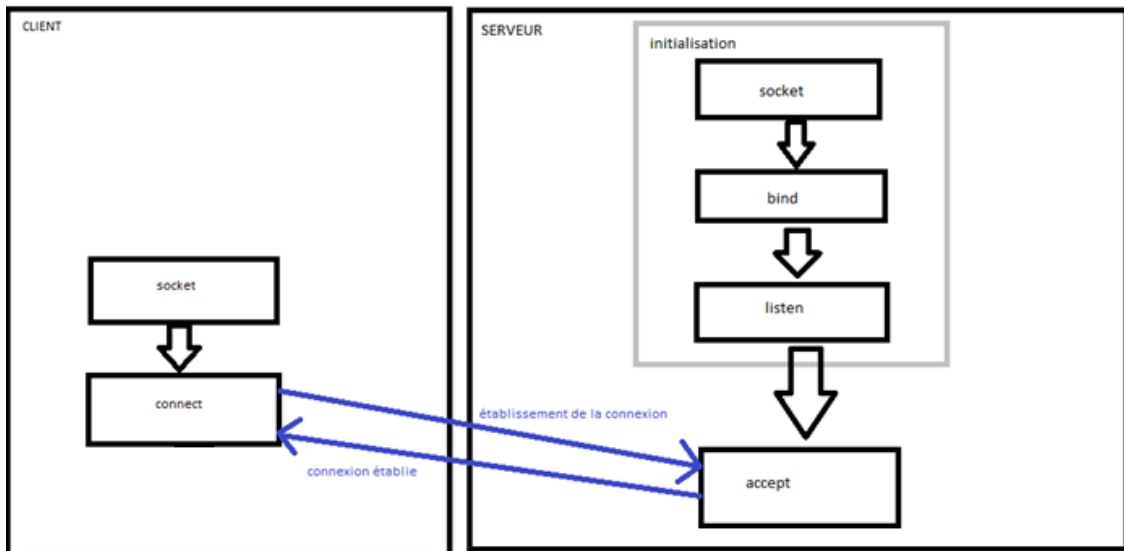 CLIENT
SERVEUR
initialisation
socket
bind
listen
socket
connect
établissement de la connexion
connexion établie
accept